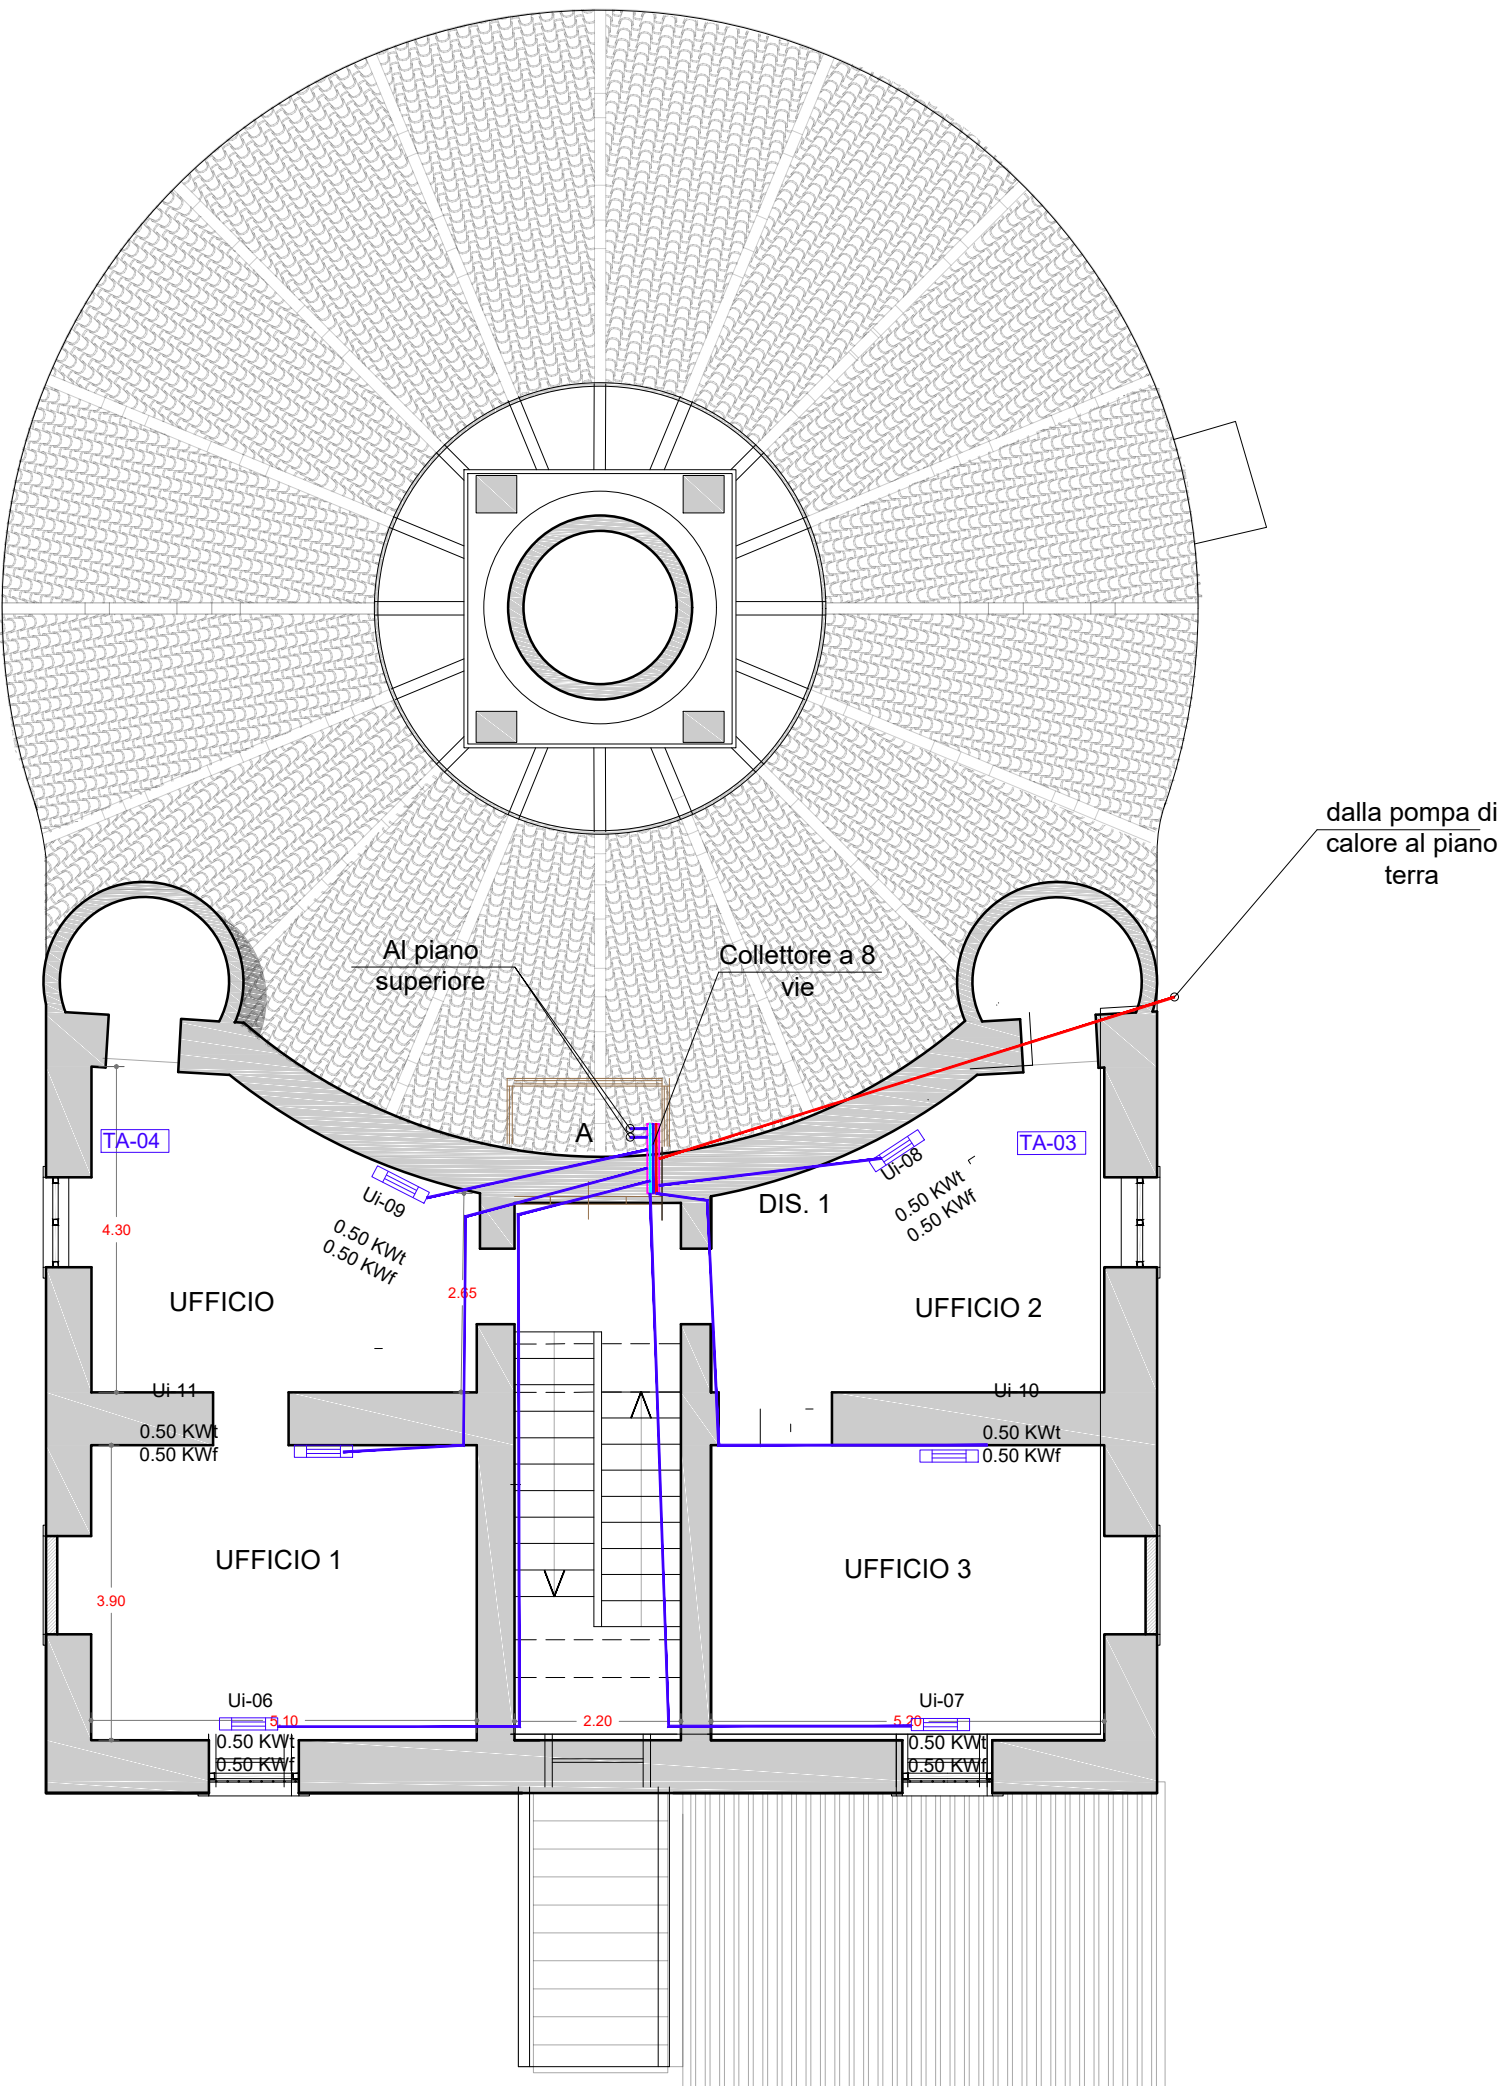 dalla pompa di
calore al piano
terra
Al piano
superiore
Collettore a 8
vie
A
TA-04
TA-03
Ui-09
0.50 KWt
0.50 KWf
Ui-08
0.50 KWt
0.50 KWf
DIS. 1
4.30
2.65
UFFICIO
UFFICIO 2
Ui-11
0.50 KWt
0.50 KWf
Ui-10
0.50 KWt
0.50 KWf
UFFICIO 1
UFFICIO 3
3.90
Ui-06
5.10
0.50 KWt
0.50 KWf
2.20
Ui-07
5.20
0.50 KWt
0.50 KWf